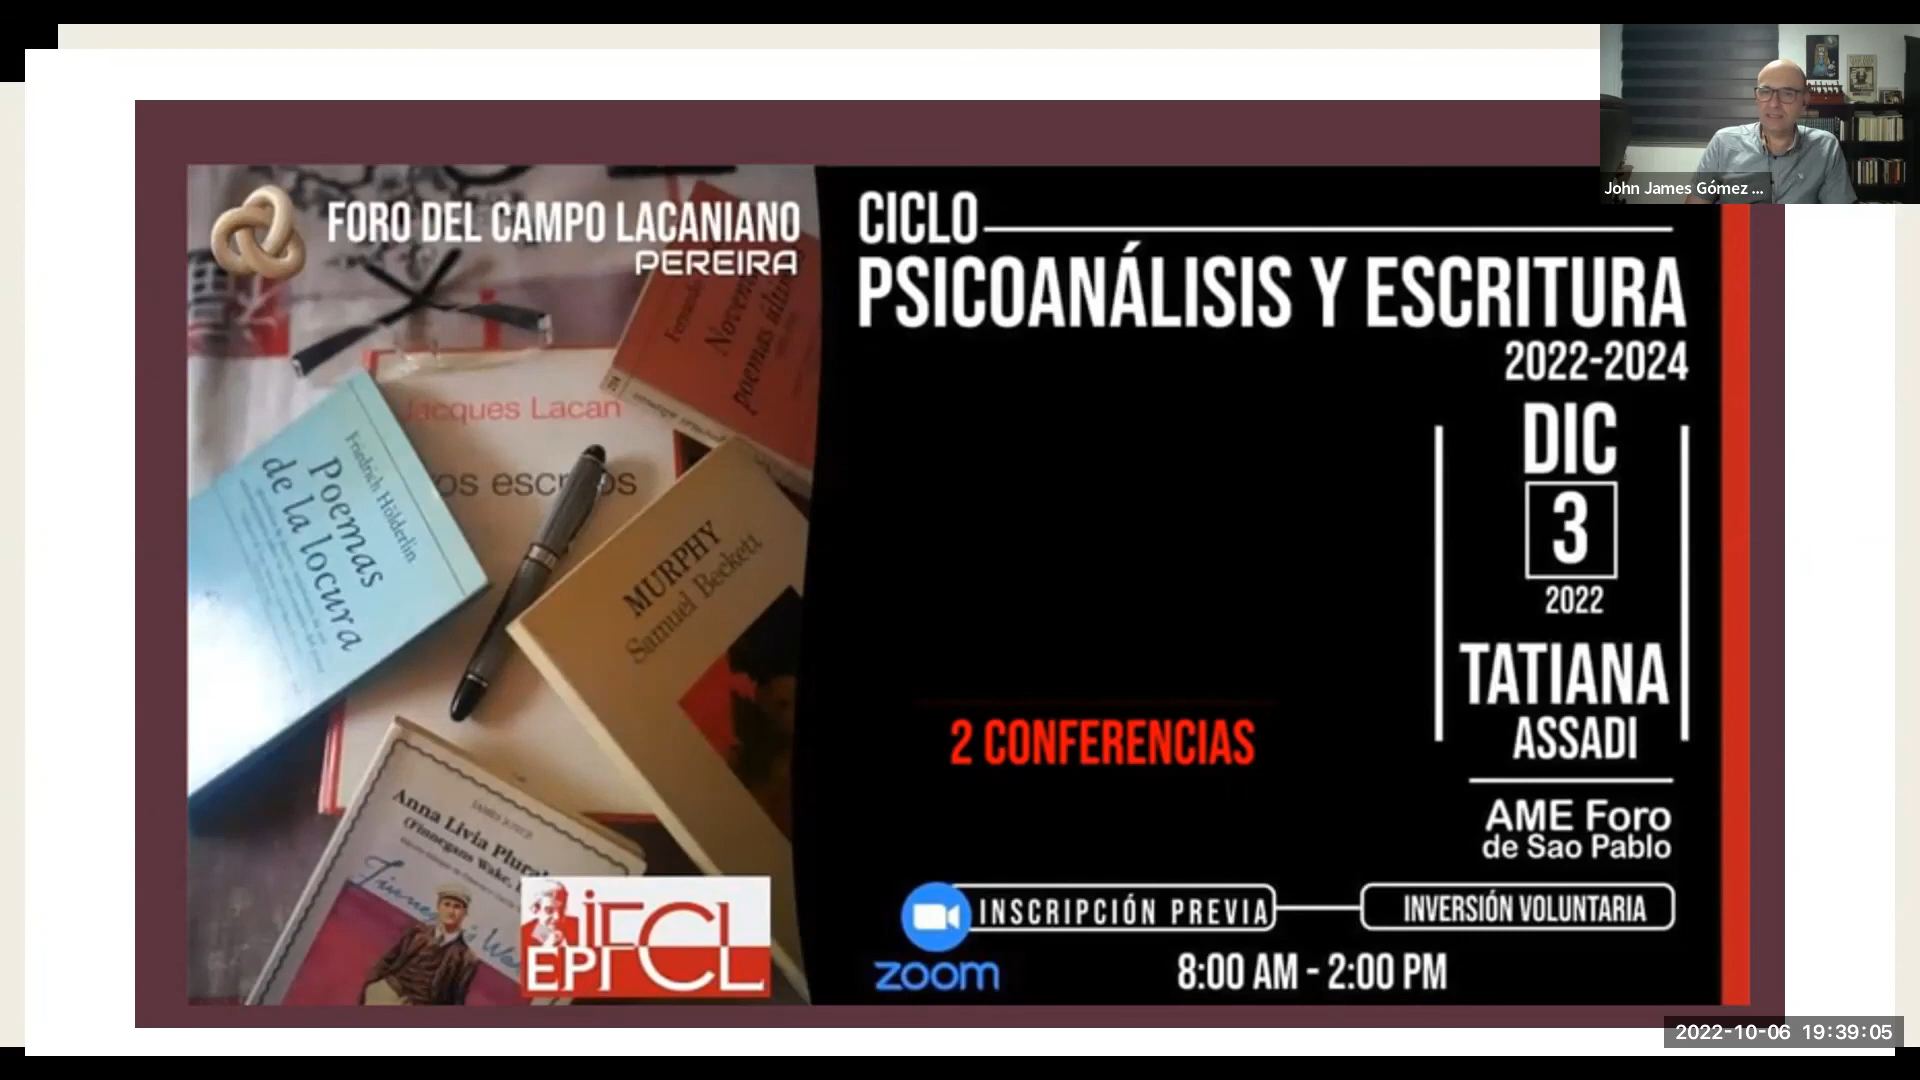 John James Gómez ...
FORO DEL CAMPO LACANIANO
PEREIRA
CICLO
PSICOANÁLISIS Y ESCRITURA
2022-2024
DIC
3
2022
TATIANA
ASSADI
AME Foro
de Sao Pablo
2 CONFERENCIAS
INSCRIPCIÓN PREVIA
INVERSIÓN VOLUNTARIA
zoom
8:00 AM - 2:00 PM
Jacques Lacan
Friedrich Hölderlin
Poemas
de la locura
MURPHY
Samuel Beckett
Anna Livia
(Finnegans Wake,
iFCL
EPFCL
2022-10-06 19:39:05